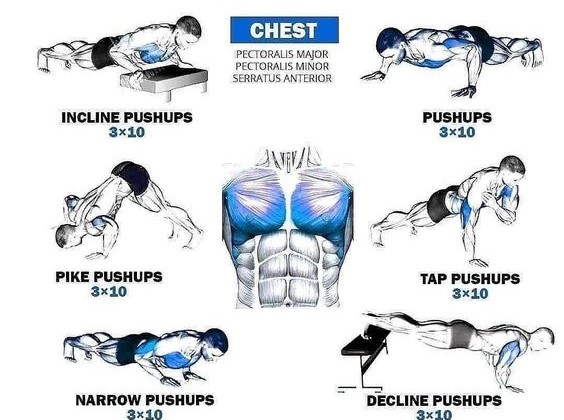 CHEST
PECTORALIS MAJOR
PECTORALIS MINOR
SERRATUS ANTERIOR
INCLINE PUSHUPS
3×10
PUSHUPS
3×10
PIKE PUSHUPS
3×10
TAP PUSHUPS
3×10
NARROW PUSHUPS
3×10
DECLINE PUSHUPS
3×10